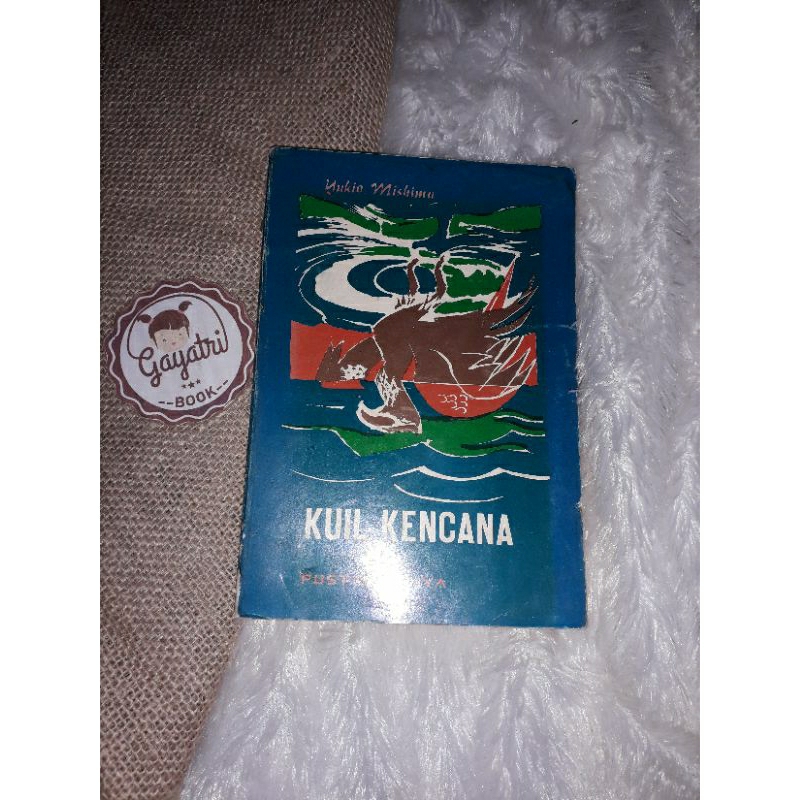 Yukio Mishima
Gayatri
--BOOK--
KUIL KENCANA